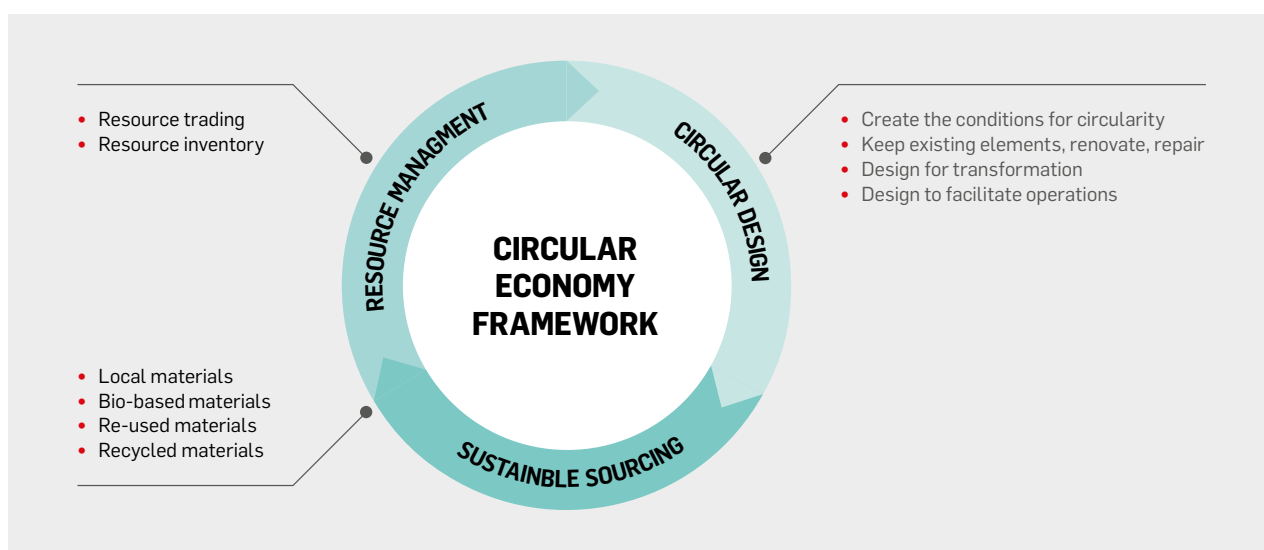 Resource trading
Resource inventory
RESOURCE MANAGMENT
CIRCULAR DESIGN
Create the conditions for circularity
Keep existing elements, renovate, repair
Design for transformation
Design to facilitate operations
CIRCULAR
ECONOMY
FRAMEWORK
Local materials
Bio-based materials
Re-used materials
Recycled materials
SUSTAINBLE SOURCING